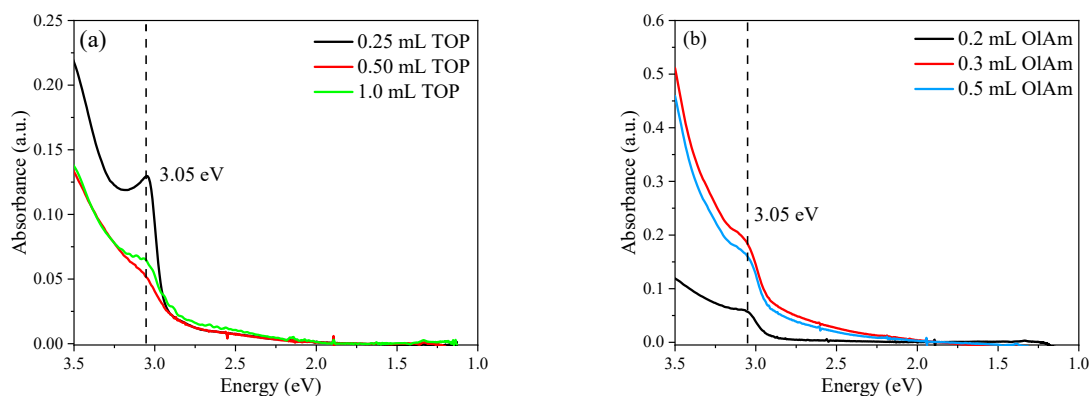 (a)
0.25 mL TOP
0.50 mL TOP
1.0 mL TOP
3.05 eV
Absorbance (a.u.)
0.25
0.20
0.15
0.10
0.05
0.00
3.5 3.0 2.5 2.0 1.5 1.0
Energy (eV)
(b)
0.2 mL OlAm
0.3 mL OlAm
0.5 mL OlAm
3.05 eV
Absorbance (a.u.)
0.6
0.5
0.4
0.3
0.2
0.1
0.0
3.5 3.0 2.5 2.0 1.5 1.0
Energy (eV)